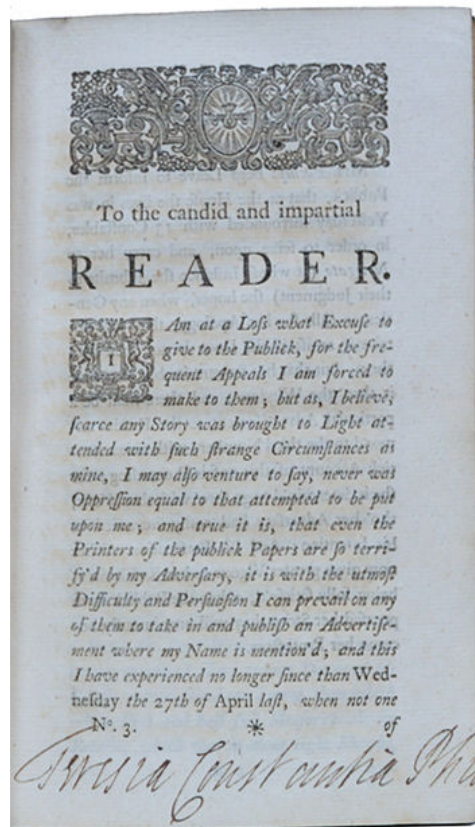 To the candid and impartial
READER.
I Am at a Loſs what Excuſe to
give to the Publick, for the fre-
quent Appeals I am forced to
make to them; but as, I believe,
ſcarce any Story was brought to Light at-
tended with ſuch ſtrange Circumſtances as
mine, I may alſo venture to ſay, never was
Oppreſſion equal to that attempted to be put
upon me; and true it is, that even the
Printers of the publick Papers are ſo terri-
fy'd by my Adverſary, it is with the utmoſt
Difficulty and Perſuaſion I can prevail on any
of them to take in and publiſh an Advertiſe-
ment where my Name is mention'd; and this
I have experienced no longer ſince than Wed-
neſday the 27th of April laſt, when not one
No. 3. * of
Teresia Constantia